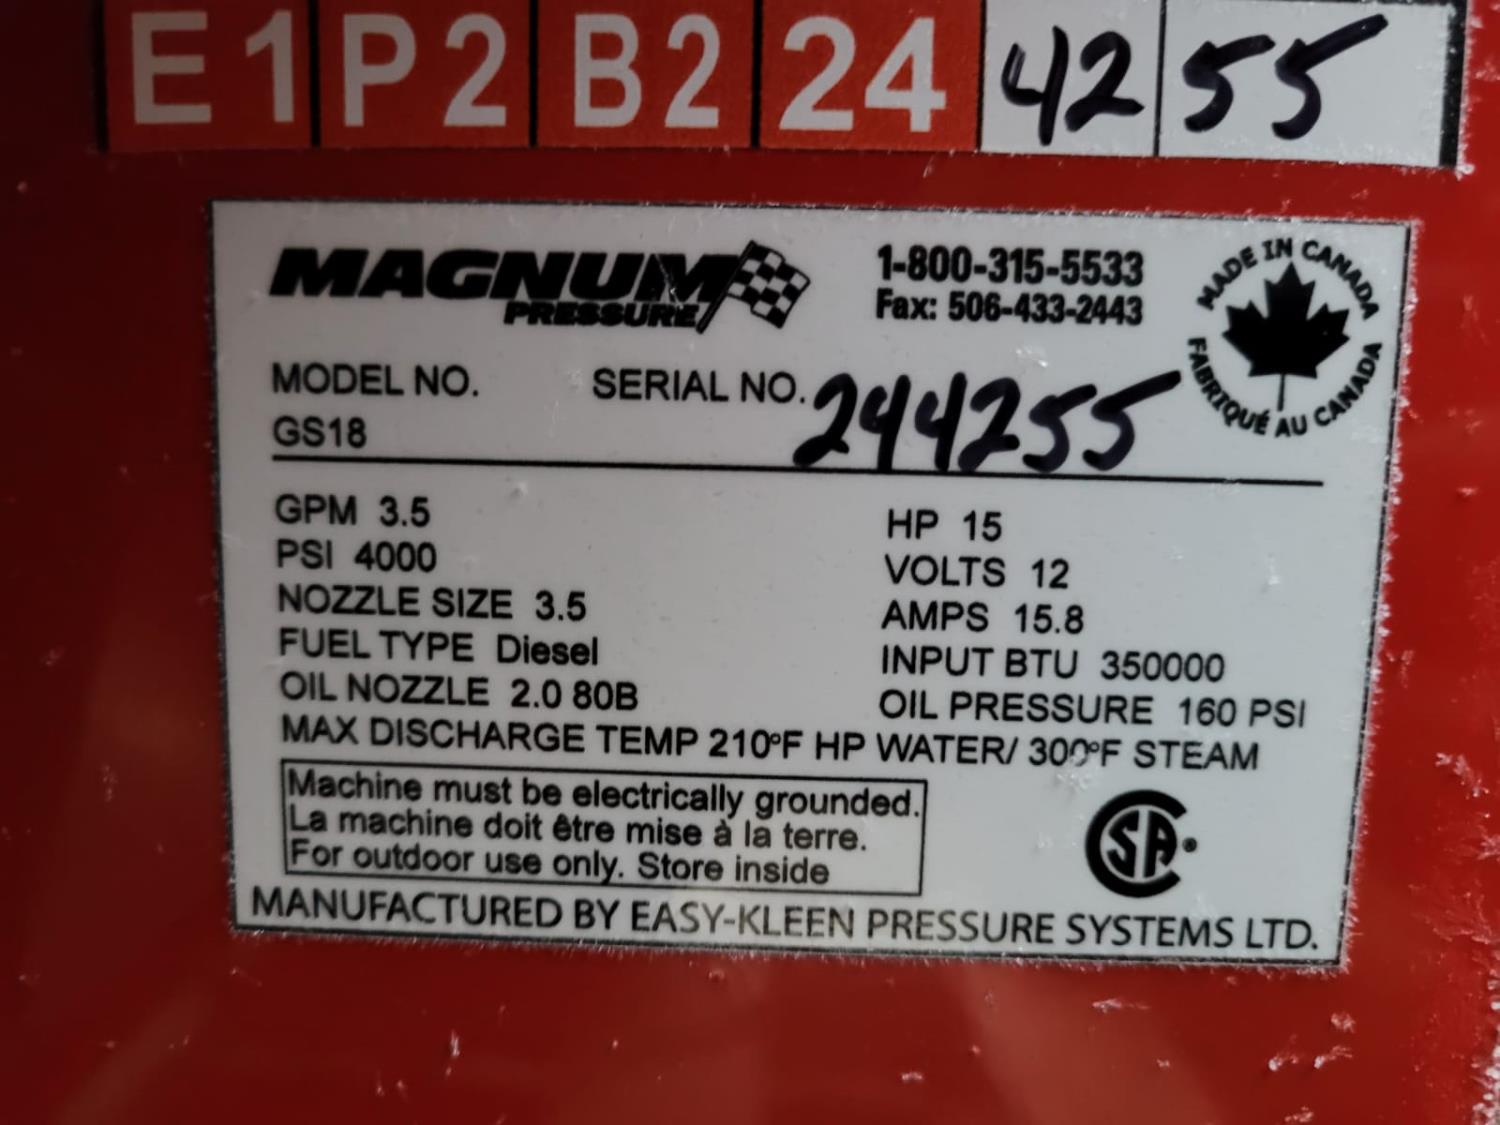 E1 P2 B2 24 42 55
MAGNUM
PRESSURE
1-800-315-5533
Fax: 506-433-2443
MADE IN CANADA
FABRIQUÉ AU CANADA
MODEL NO. SERIAL NO. 244255
GS18
GPM 3.5 HP 15
PSI 4000 VOLTS 12
NOZZLE SIZE 3.5 AMPS 15.8
FUEL TYPE Diesel INPUT BTU 350000
OIL NOZZLE 2.0 80B OIL PRESSURE 160 PSI
MAX DISCHARGE TEMP 210ºF HP WATER/ 300ºF STEAM
Machine must be electrically grounded.
La machine doit être mise à la terre.
For outdoor use only. Store inside
CSA
MANUFACTURED BY EASY-KLEEN PRESSURE SYSTEMS LTD.